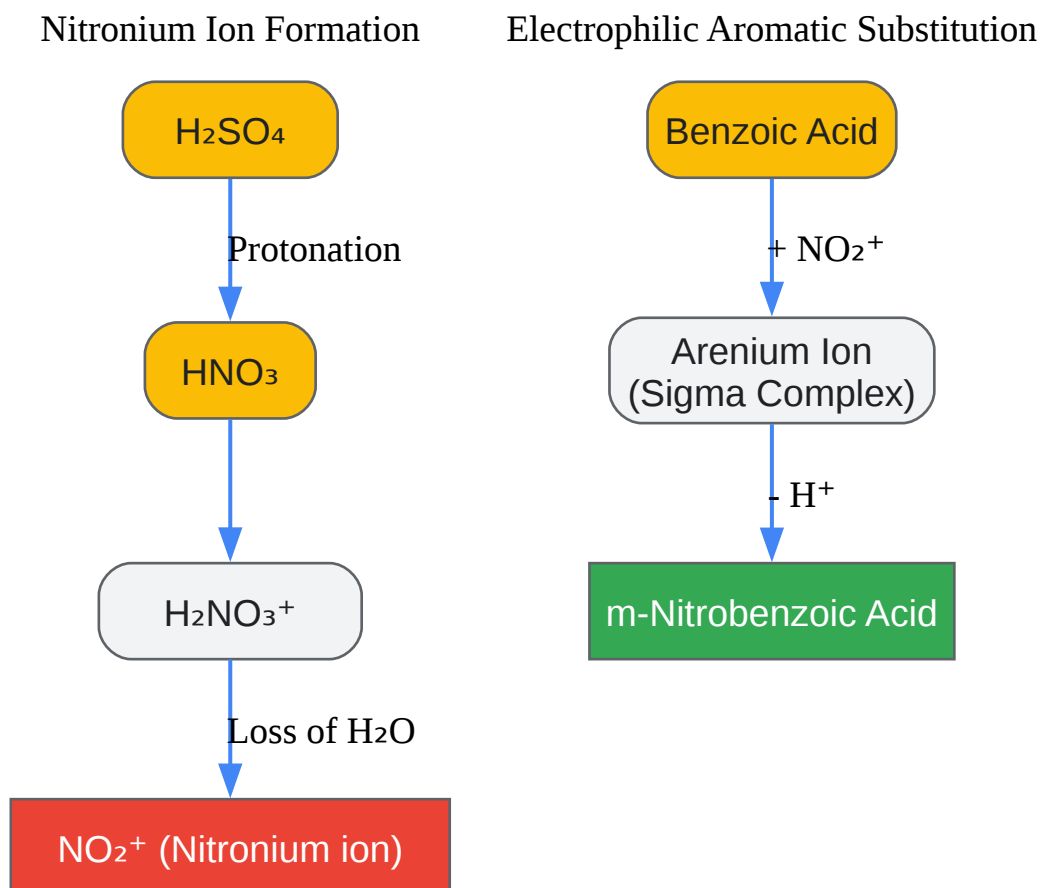 Nitronium Ion Formation
H₂SO₄
Protonation
HNO₃
H₂NO₃⁺
Loss of H₂O
NO₂⁺ (Nitronium ion)
Electrophilic Aromatic Substitution
Benzoic Acid
+ NO₂⁺
Arenium Ion
(Sigma Complex)
- H⁺
m-Nitrobenzoic Acid